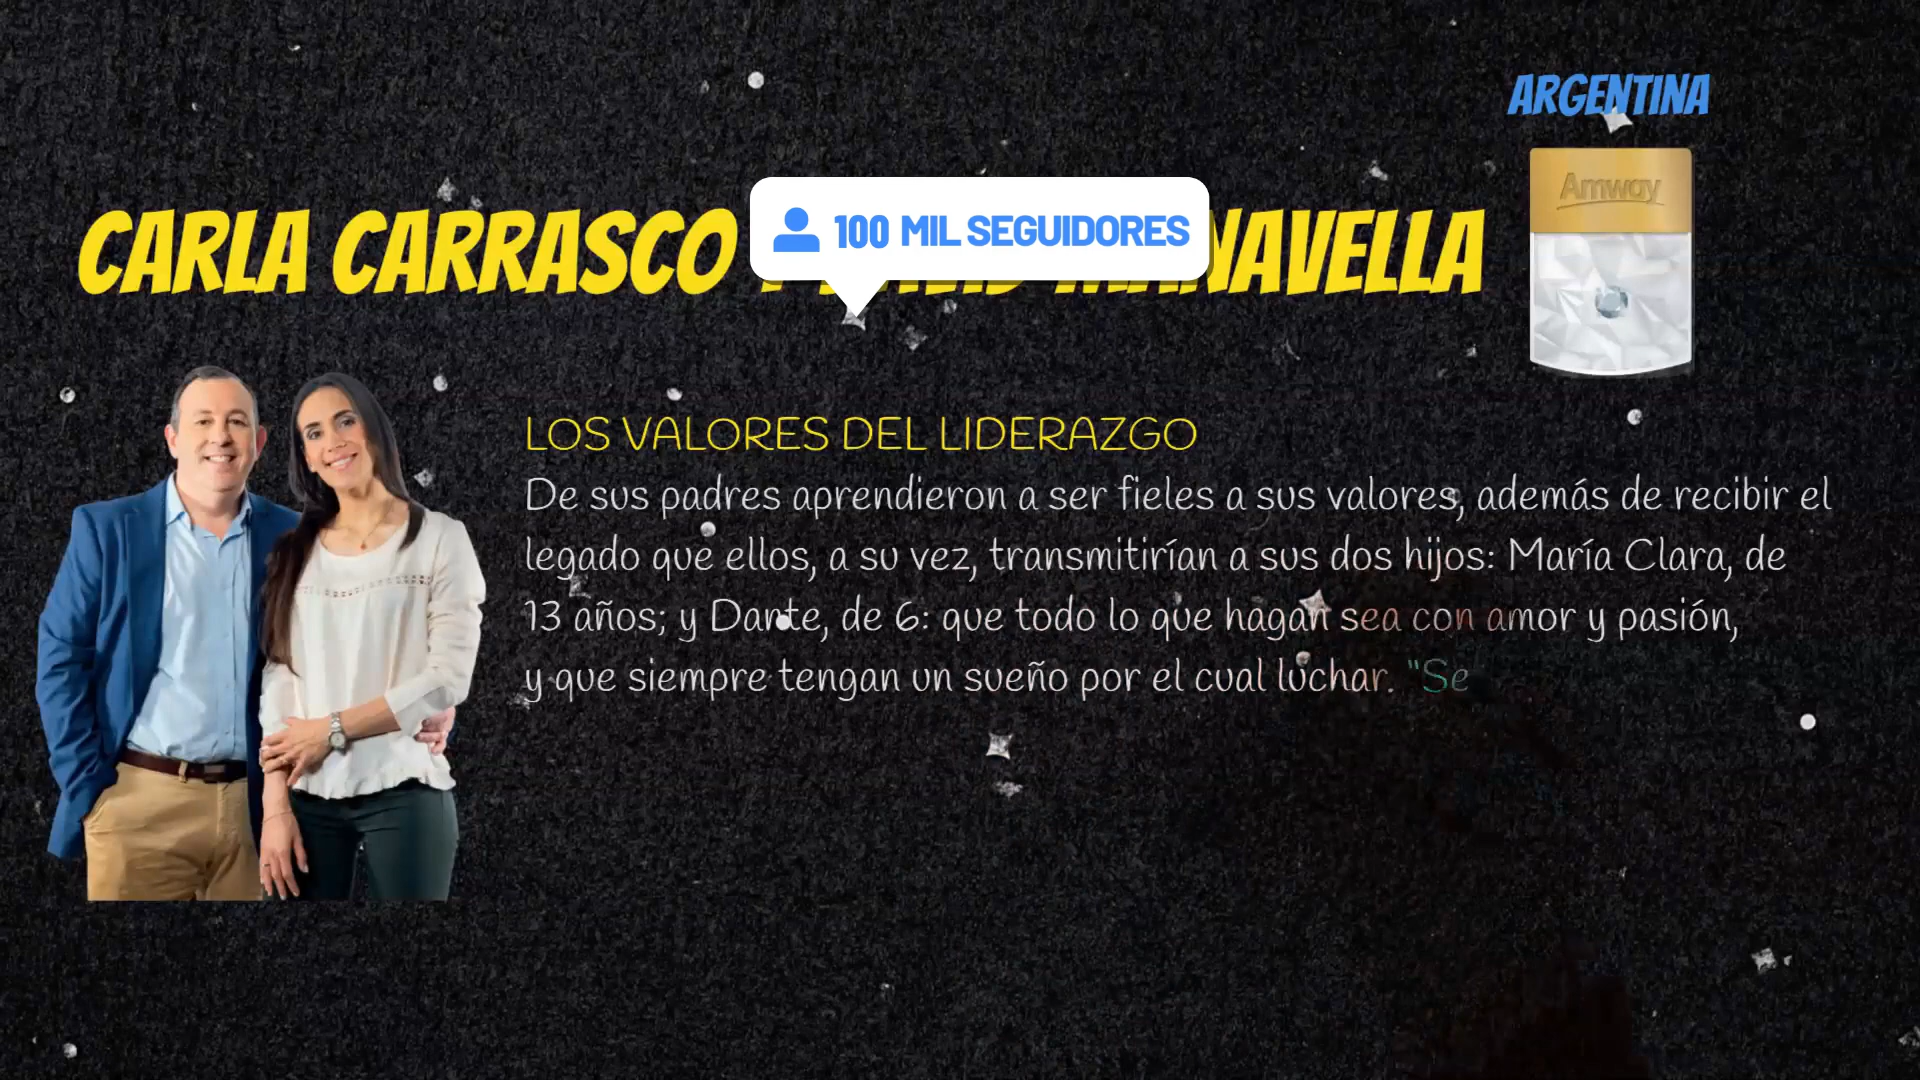 ARGENTINA
Amway
CARLA CARRASCO
100 MIL SEGUIDORES
LOS VALORES DEL LIDERAZGO
De sus padres aprendieron a ser fieles a sus valores, además de recibir el
legado que ellos, a su vez, transmitirían a sus dos hijos: María Clara, de
13 años; y Dante, de 6: que todo lo que hagan sea con amor y pasión,
y que siempre tengan un sueño por el cual luchar. "Se